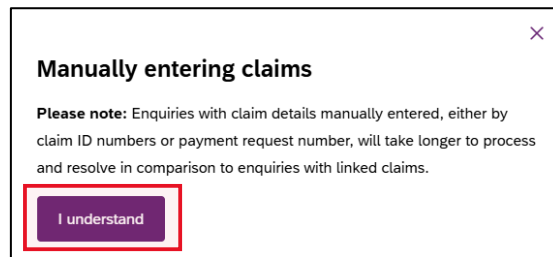 Manually entering claims
Please note: Enquiries with claim details manually entered, either by
claim ID numbers or payment request number, will take longer to process
and resolve in comparison to enquiries with linked claims.
I understand